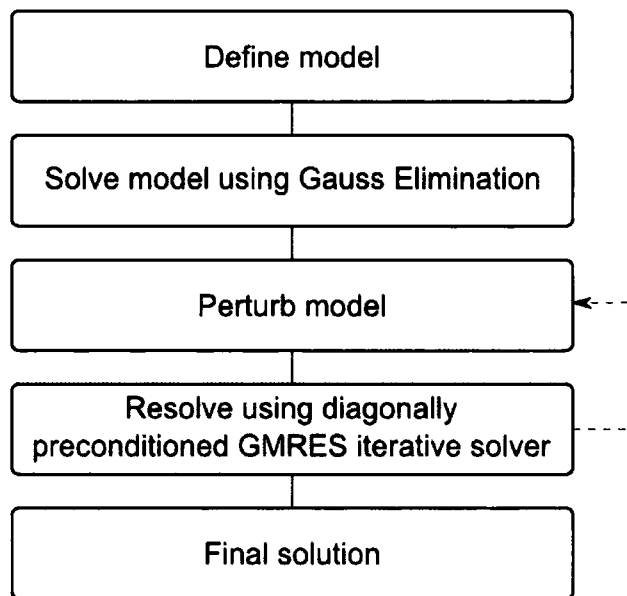 Define model
Solve model using Gauss Elimination
Perturb model
Resolve using diagonally
preconditioned GMRES iterative solver
Final solution